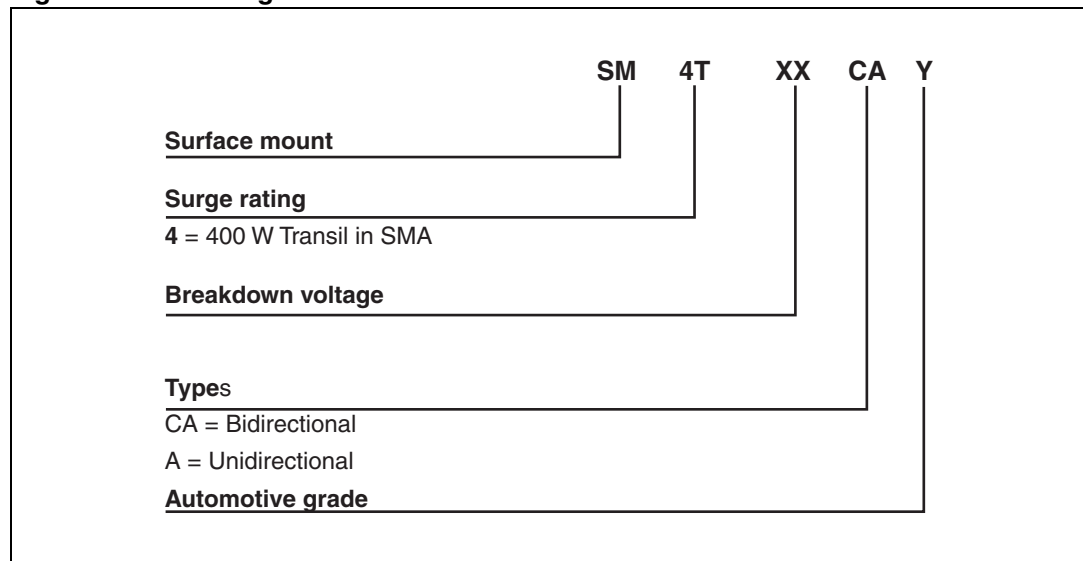 SM 4T XX CA Y
Surface mount
Surge rating
4 = 400 W Transil in SMA
Breakdown voltage
Types
CA = Bidirectional
A = Unidirectional
Automotive grade